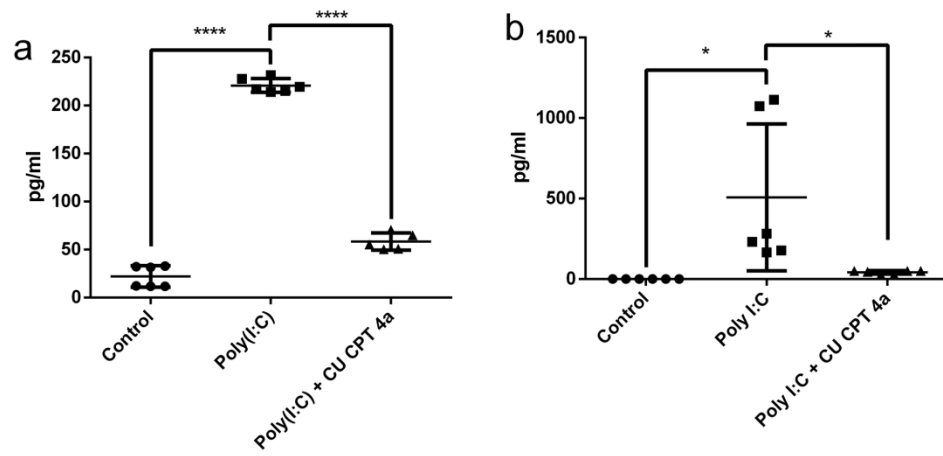 a
****
****
250
200
150
100
50
0
pg/ml
Control
Poly(I:C)
Poly(I:C) + CU CPT 4a
b
*
*
1500
1000
500
0
pg/ml
Control
Poly I:C
Poly I:C + CU CPT 4a